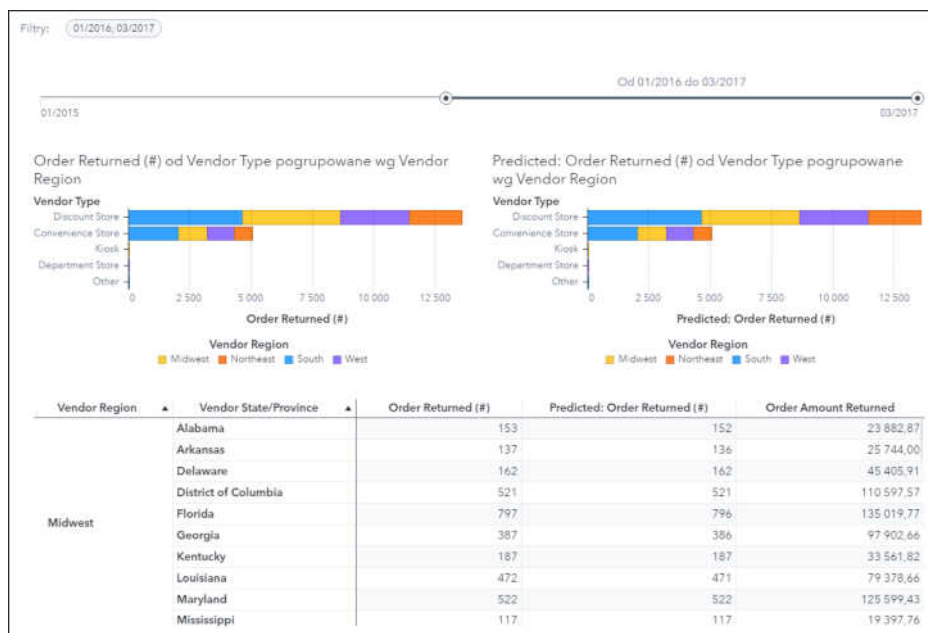 Filtry: 01/2016; 03/2017
Od 01/2016 do 03/2017
01/2015 03/2017
Order Returned (#) od Vendor Type pogrupowane wg Vendor
Region
Vendor Type
Discount Store
Convenience Store
Kiosk
Department Store
Other
0 2 500 5 000 7 500 10 000 12 500
Order Returned (#)
Vendor Region
Midwest Northeast South West
Predicted: Order Returned (#) od Vendor Type pogrupowane
wg Vendor Region
Vendor Type
Discount Store
Convenience Store
Kiosk
Department Store
Other
0 2 500 5 000 7 500 10 000 12 500
Predicted: Order Returned (#)
Vendor Region
Midwest Northeast South West
Vendor Region Vendor State/Province Order Returned (#) Predicted: Order Returned (#) Order Amount Returned
Midwest
Alabama 153 152 23 882,87
Arkansas 137 136 25 744,00
Delaware 162 162 45 405,91
District of Columbia 521 521 110 597,57
Florida 797 796 135 019,77
Georgia 387 386 97 902,66
Kentucky 187 187 33 561,82
Louisiana 472 471 79 378,66
Maryland 522 522 125 599,43
Mississippi 117 117 19 397,76